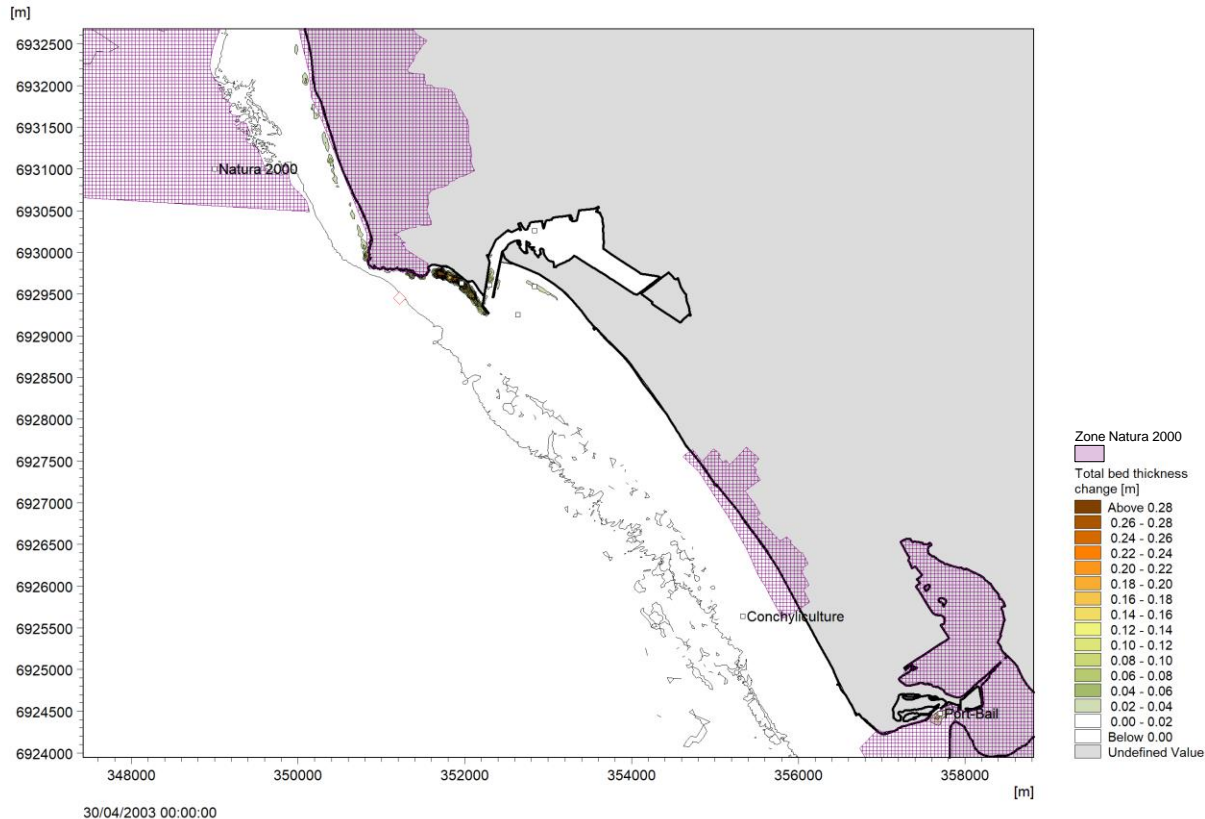 [m]
6932500
6932000
6931500
6931000
6930500
6930000
6929500
6929000
6928500
6928000
6927500
6927000
6926500
6926000
6925500
6925000
6924500
6924000
Natura 2000
Conchyliculture
Port-Bail
348000 350000 352000 354000 356000 358000
[m]
30/04/2003 00:00:00
Zone Natura 2000
Total bed thickness
change [m]
Above 0.28
0.26 - 0.28
0.24 - 0.26
0.22 - 0.24
0.20 - 0.22
0.18 - 0.20
0.16 - 0.18
0.14 - 0.16
0.12 - 0.14
0.10 - 0.12
0.08 - 0.10
0.06 - 0.08
0.04 - 0.06
0.02 - 0.04
0.00 - 0.02
Below 0.00
Undefined Value